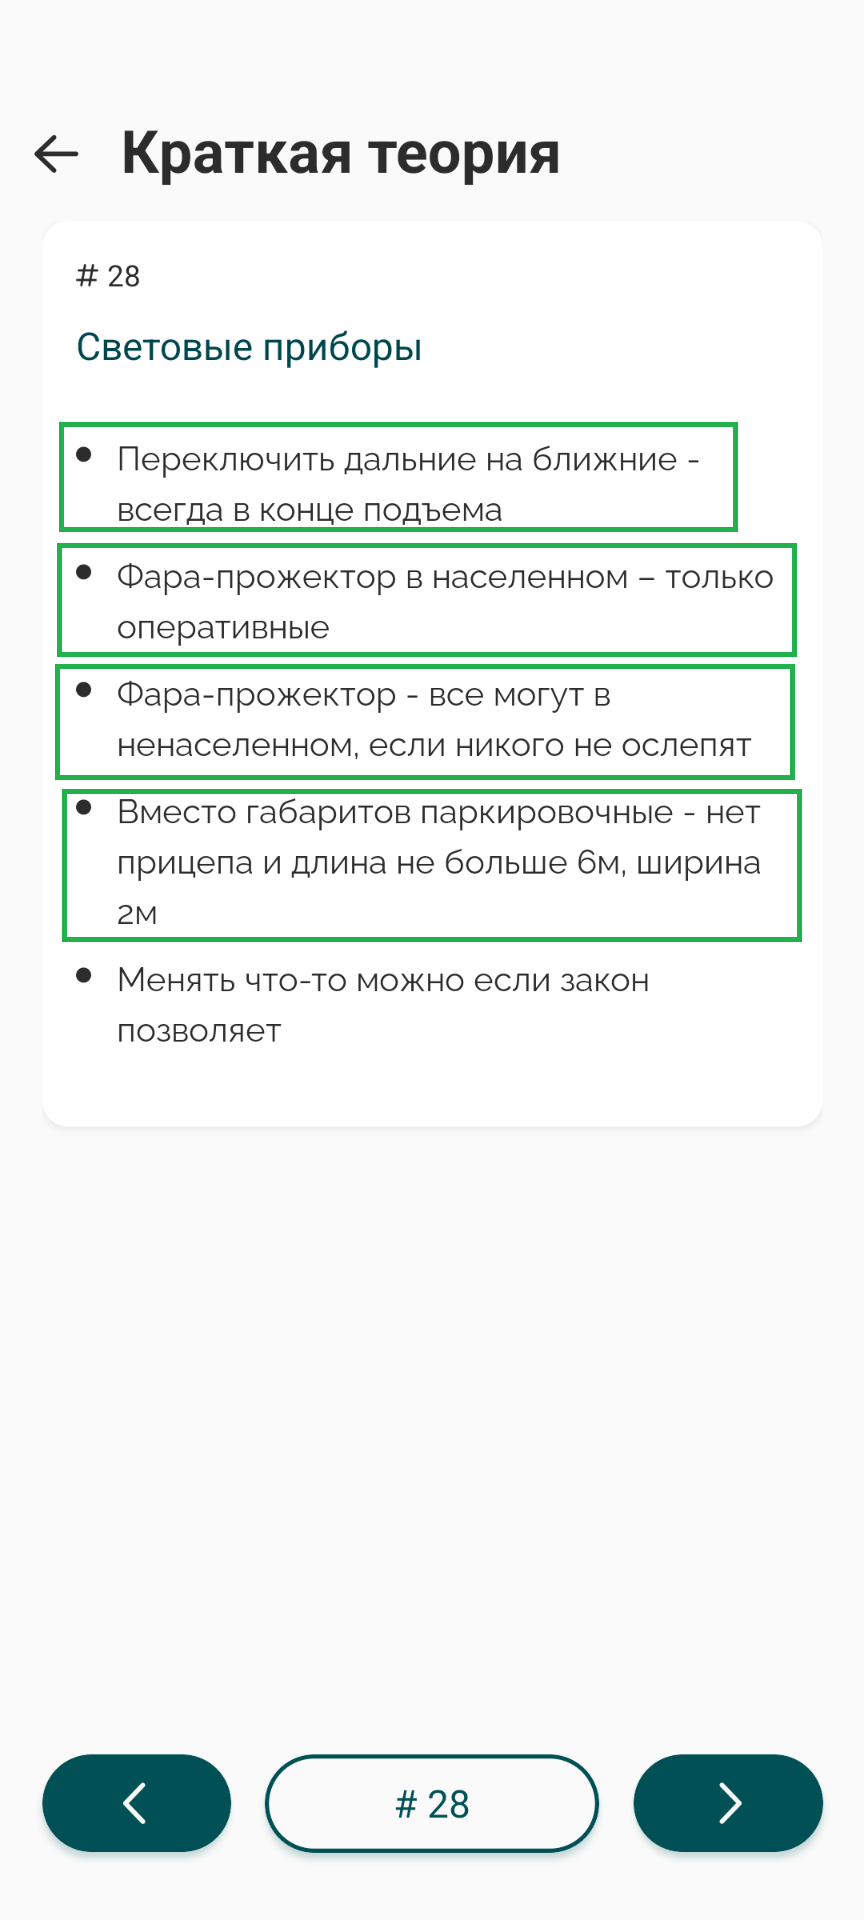 Краткая теория
# 28
Световые приборы
Переключить дальние на ближние -
всегда в конце подъема
Фара-прожектор в населенном – только
оперативные
Фара-прожектор - все могут в
ненаселенном, если никого не ослепят
Вместо габаритов паркировочные - нет
прицепа и длина не больше 6м, ширина
2м
Менять что-то можно если закон
позволяет
# 28